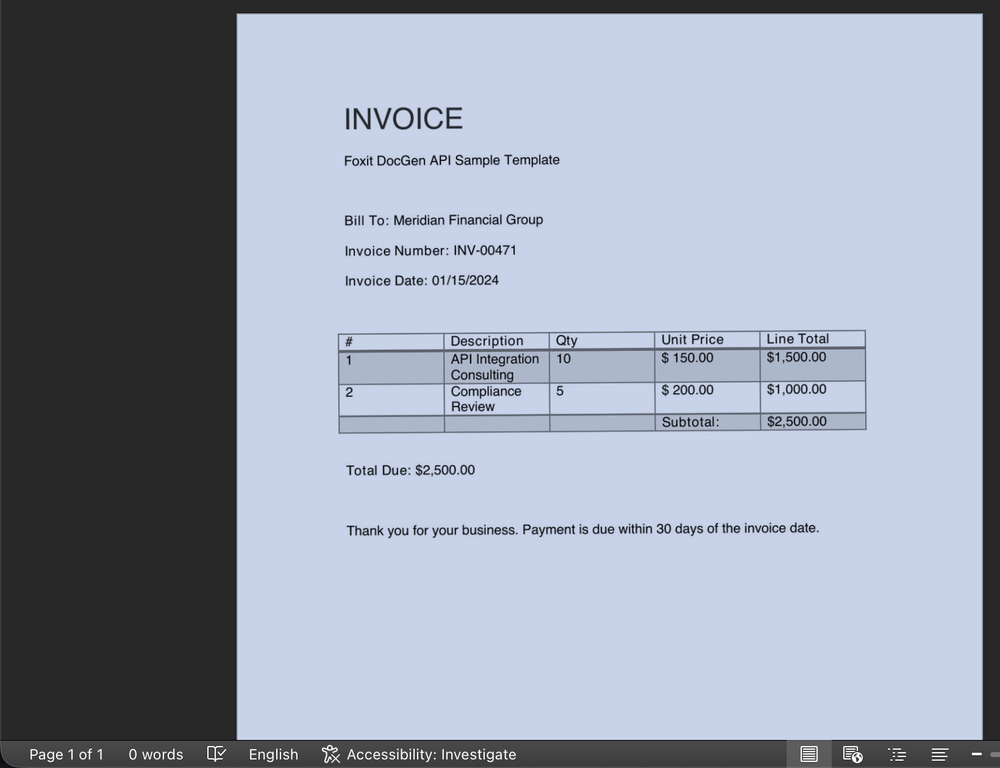 INVOICE
Foxit DocGen API Sample Template
Bill To: Meridian Financial Group
Invoice Number: INV-00471
Invoice Date: 01/15/2024
# Description Qty Unit Price Line Total
1 API Integration 10 $ 150.00 $1,500.00
Consulting
2 Compliance 5 $ 200.00 $1,000.00
Review
Subtotal: $2,500.00
Total Due: $2,500.00
Thank you for your business. Payment is due within 30 days of the invoice date.
Page 1 of 1 0 words English Accessibility: Investigate